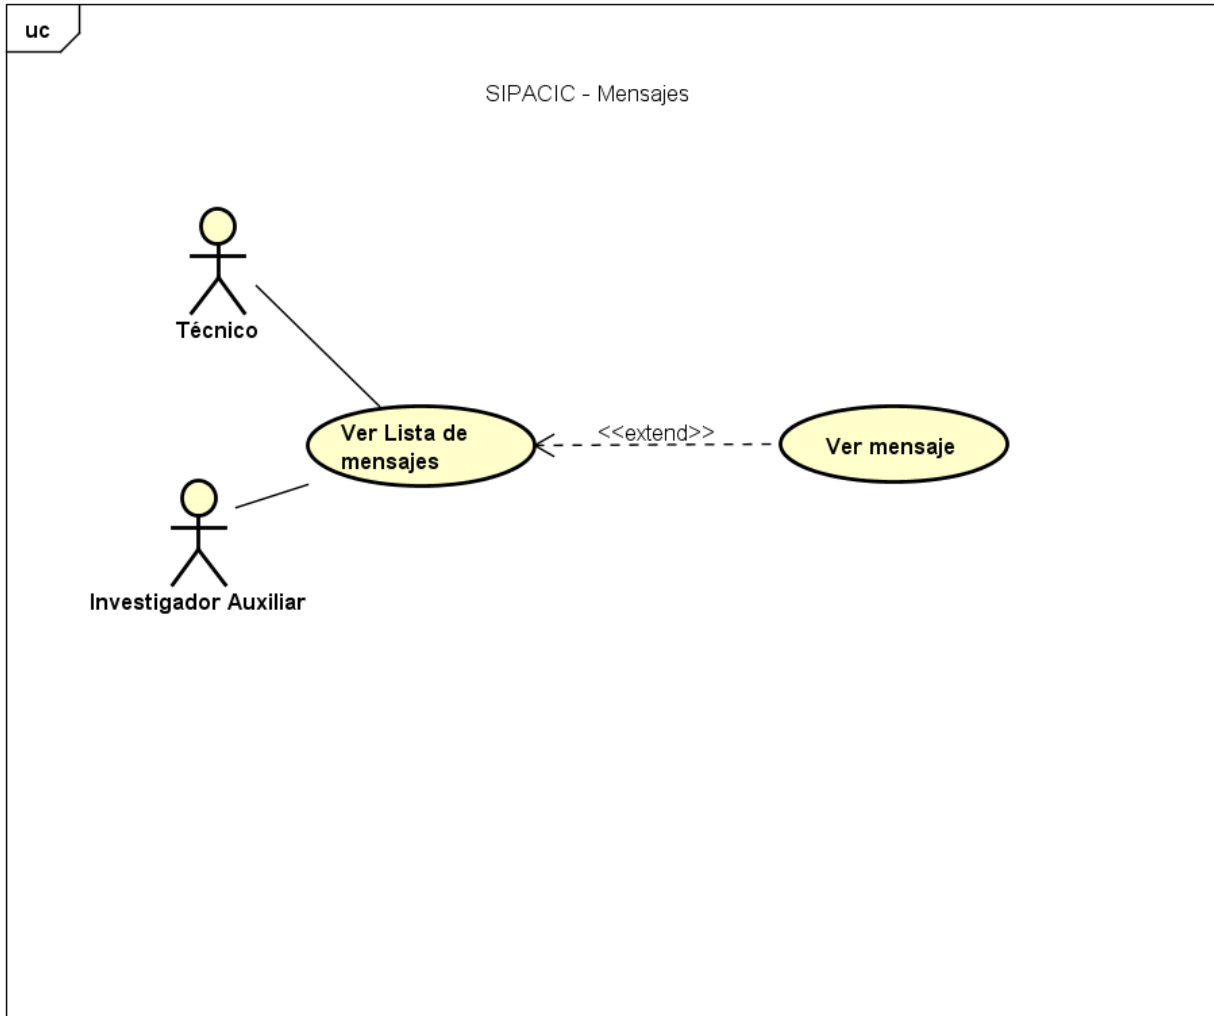 uc
SIPACIC - Mensajes
Técnico
Ver Lista de
mensajes
<<extend>>
Ver mensaje
Investigador Auxiliar